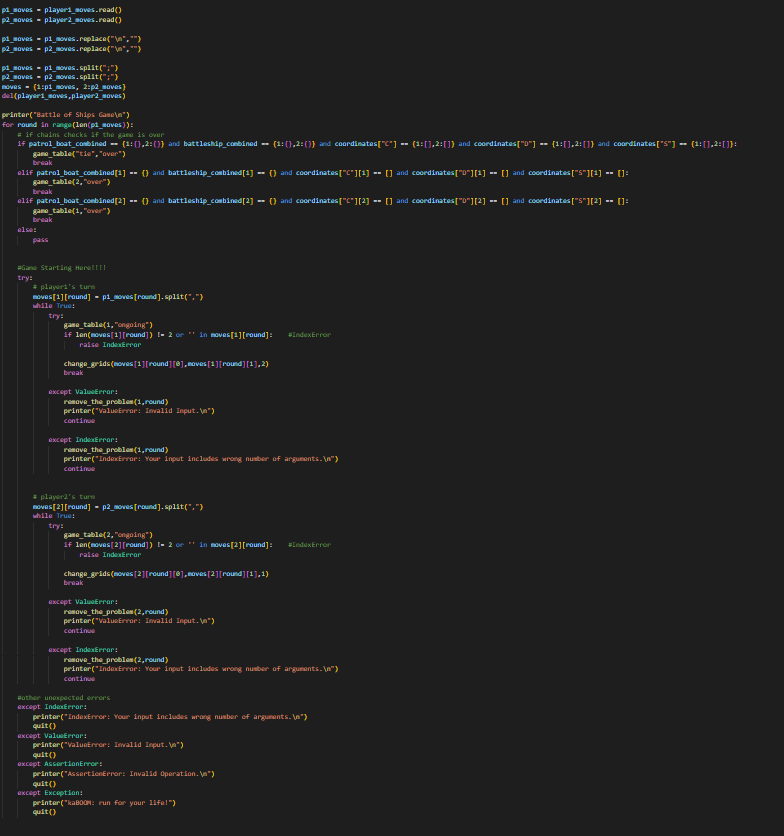 p1_moves = player1_moves.read()
p2_moves = player2_moves.read()

p1_moves = p1_moves.replace("\n","")
p2_moves = p2_moves.replace("\n","")

p1_moves = p1_moves.split(";")
p2_moves = p2_moves.split(";")
moves = {1:p1_moves, 2:p2_moves}
del(player1_moves,player2_moves)

printer("Battle of Ships Game\n")
for round in range(len(p1_moves)):
    # if chains checks if the game is over
    if patrol_boat_combined == {1:{},2:{}} and battleship_combined == {1:{},2:{}} and coordinates["C"] == {1:[],2:[]} and coordinates["D"] == {1:[],2:[]} and coordinates["S"] == {1:[],2:[]}:
        game_table("tie","over")
        break
    elif patrol_boat_combined[1] == {} and battleship_combined[1] == {} and coordinates["C"][1] == [] and coordinates["D"][1] == [] and coordinates["S"][1] == []:
        game_table(2,"over")
        break
    elif patrol_boat_combined[2] == {} and battleship_combined[2] == {} and coordinates["C"][2] == [] and coordinates["D"][2] == [] and coordinates["S"][2] == []:
        game_table(1,"over")
        break
    else:
        pass

    #Game Starting Here!!!!
    try:
        # player1's turn
        moves[1][round] = p1_moves[round].split(",")
        while True:
            try:
                game_table(1,"ongoing")
                if len(moves[1][round]) != 2 or '' in moves[1][round]:    #IndexError
                    raise IndexError

                change_grids(moves[1][round][0],moves[1][round][1],2)
                break

            except ValueError:
                remove_the_problem(1,round)
                printer("ValueError: Invalid Input.\n")
                continue

            except IndexError:
                remove_the_problem(1,round)
                printer("IndexError: Your input includes wrong number of arguments.\n")
                continue

        # player2's turn
        moves[2][round] = p2_moves[round].split(",")
        while True:
            try:
                game_table(2,"ongoing")
                if len(moves[2][round]) != 2 or '' in moves[2][round]:    #IndexError
                    raise IndexError

                change_grids(moves[2][round][0],moves[2][round][1],1)
                break

            except ValueError:
                remove_the_problem(2,round)
                printer("ValueError: Invalid Input.\n")
                continue

            except IndexError:
                remove_the_problem(2,round)
                printer("IndexError: Your input includes wrong number of arguments.\n")
                continue

    #other unexpected errors
    except IndexError:
        printer("IndexError: Your input includes wrong number of arguments.\n")
        quit()
    except ValueError:
        printer("ValueError: Invalid Input.\n")
        quit()
    except AssertionError:
        printer("AssertionError: Invalid Operation.\n")
        quit()
    except Exception:
        printer("kaBOOM: run for your life!")
        quit()